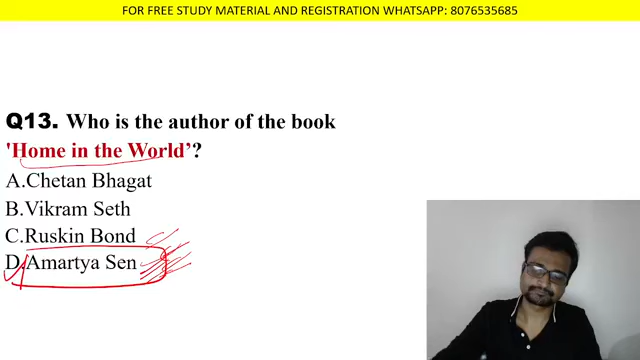 FOR FREE STUDY MATERIAL AND REGISTRATION WHATSAPP: 8076535685
Q13. Who is the author of the book
'Home in the World'?
A.Chetan Bhagat
B.Vikram Seth
C.Ruskin Bond
D.Amartya Sen